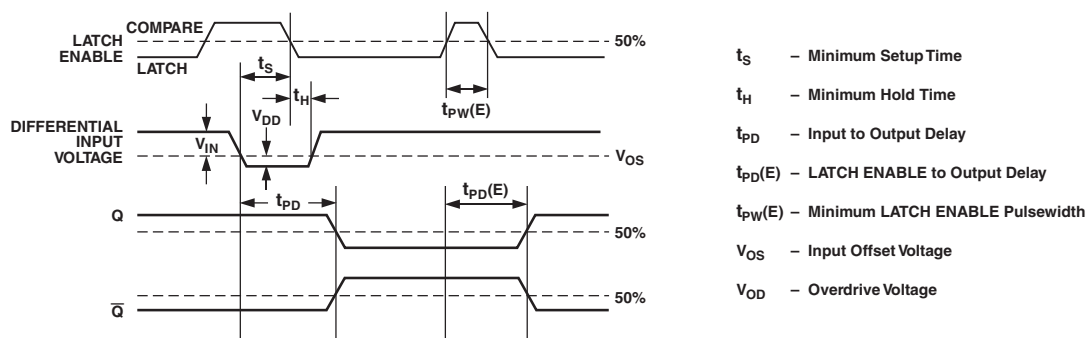 COMPARE
LATCH
ENABLE
LATCH
50%
tS
tH
VDD
tPW(E)
DIFFERENTIAL
INPUT
VOLTAGE
VIN
VOS
tPD
tPD(E)
Q
50%
Q̅
50%
tS – Minimum Setup Time
tH – Minimum Hold Time
tPD – Input to Output Delay
tPD(E) – LATCH ENABLE to Output Delay
tPW(E) – Minimum LATCH ENABLE Pulsewidth
VOS – Input Offset Voltage
VOD – Overdrive Voltage